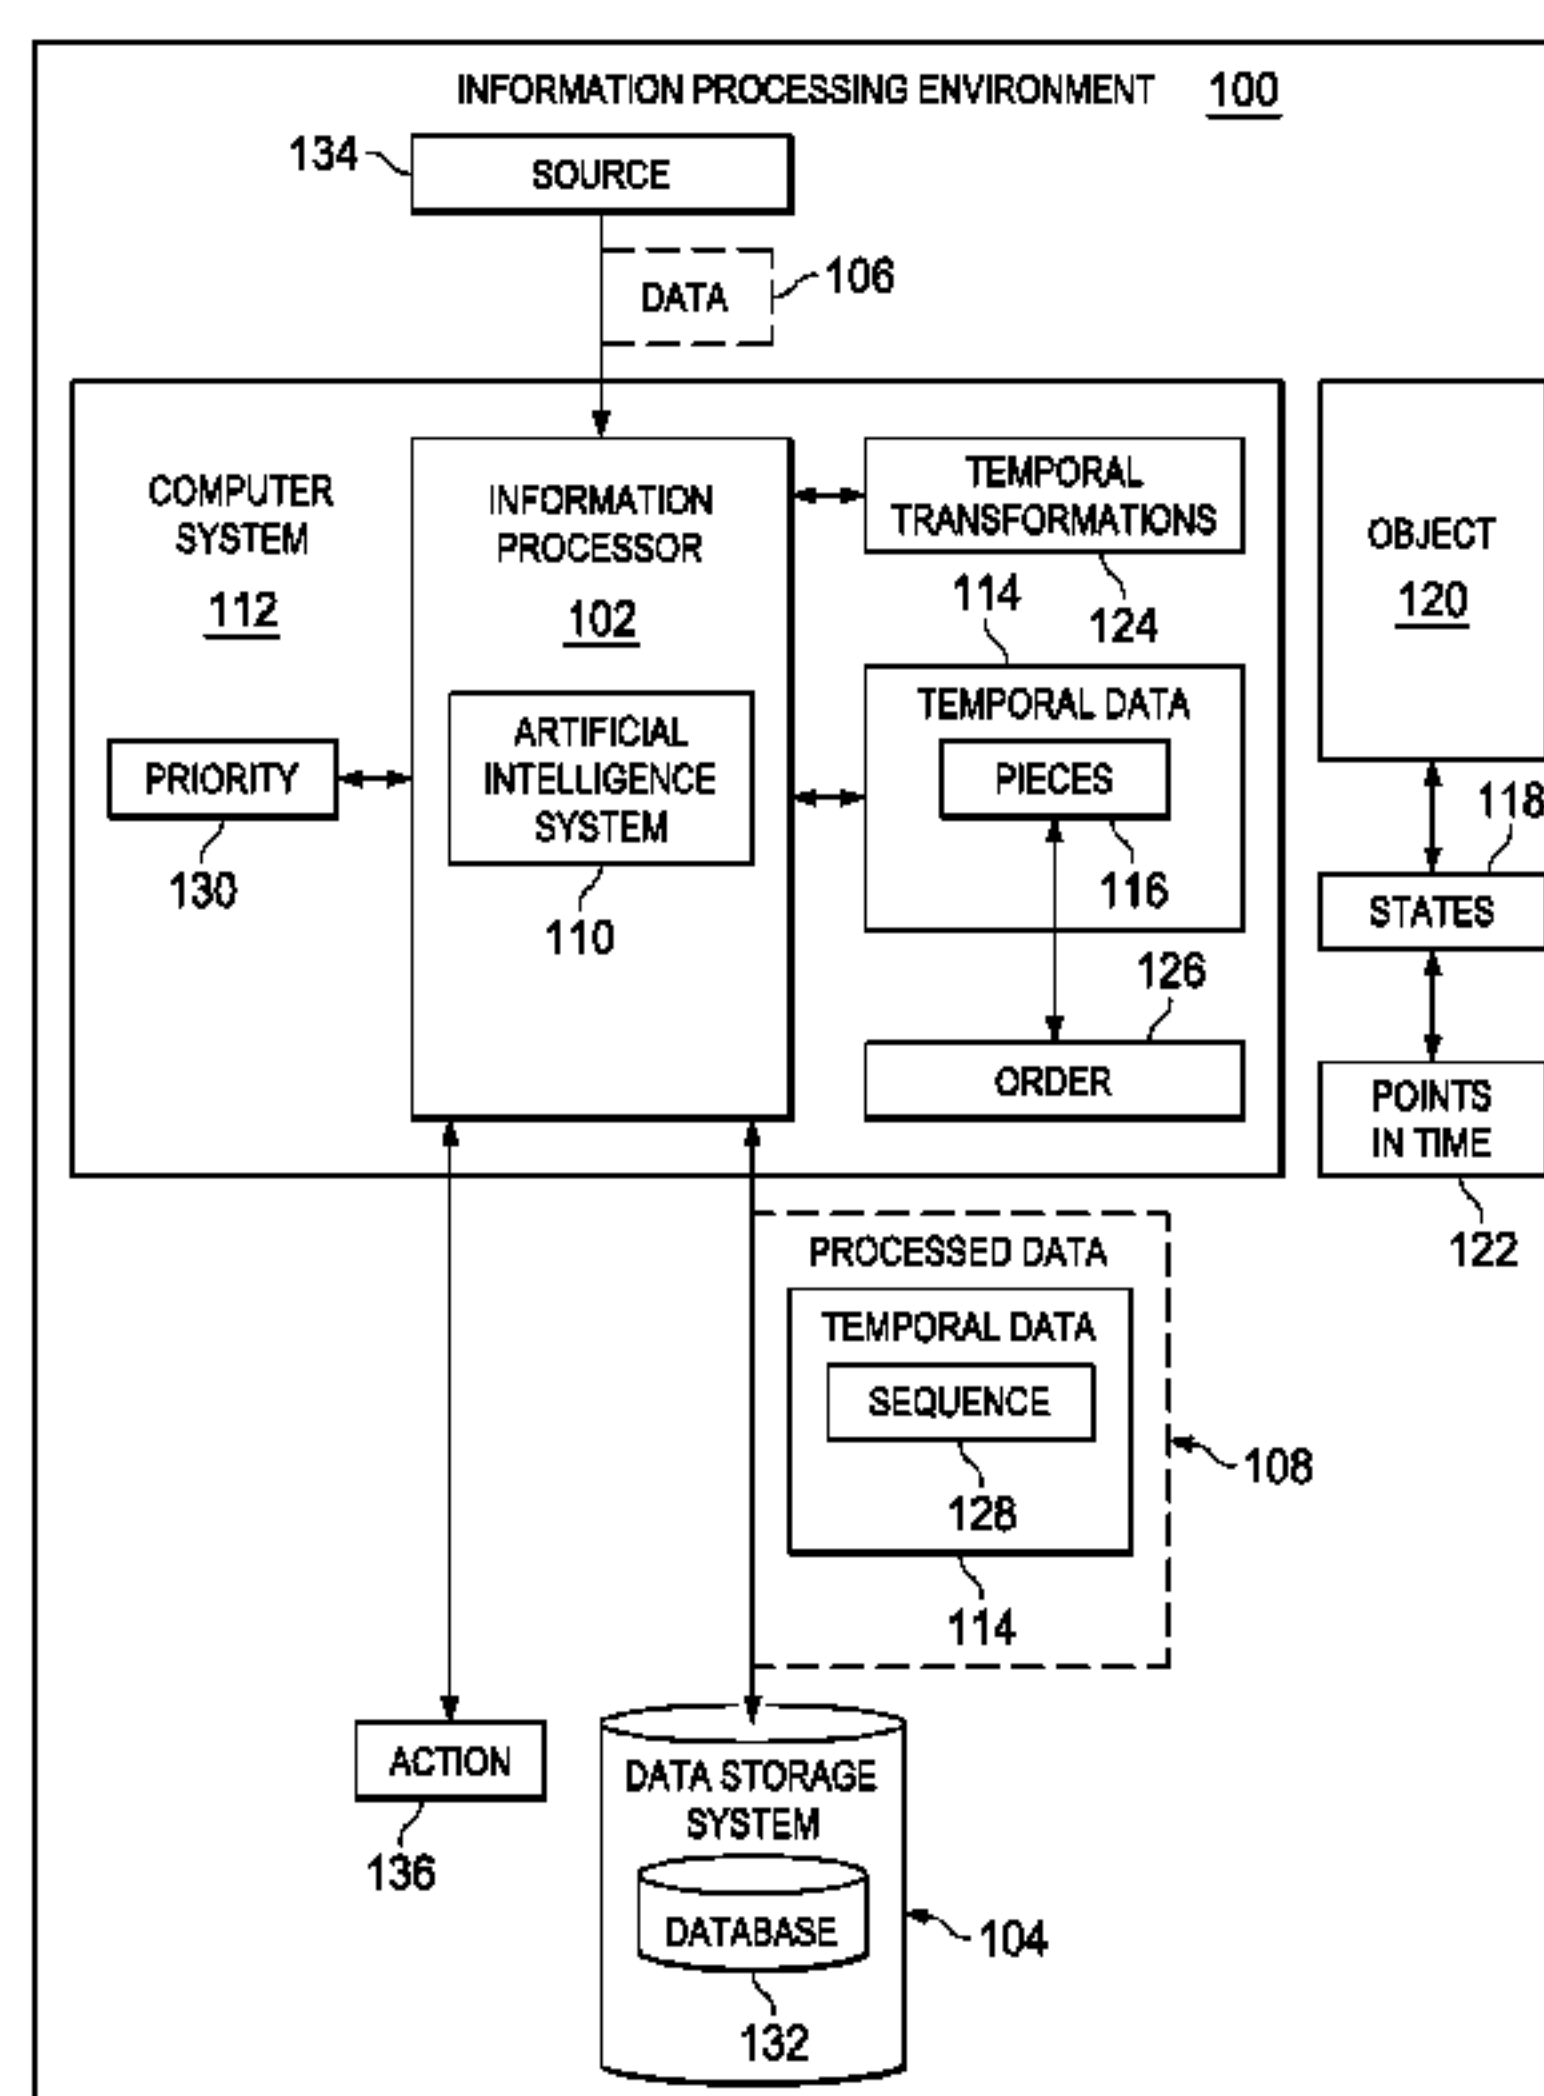 INFORMATION PROCESSING ENVIRONMENT 100
134
SOURCE
DATA
106
COMPUTER
SYSTEM
112
INFORMATION
PROCESSOR
102
ARTIFICIAL
INTELLIGENCE
SYSTEM
110
PRIORITY
130
TEMPORAL
TRANSFORMATIONS
124
114
TEMPORAL DATA
PIECES
116
126
ORDER
OBJECT
120
118
STATES
POINTS
IN TIME
122
PROCESSED DATA
TEMPORAL DATA
SEQUENCE
128
114
108
ACTION
136
DATA STORAGE
SYSTEM
DATABASE
132
104